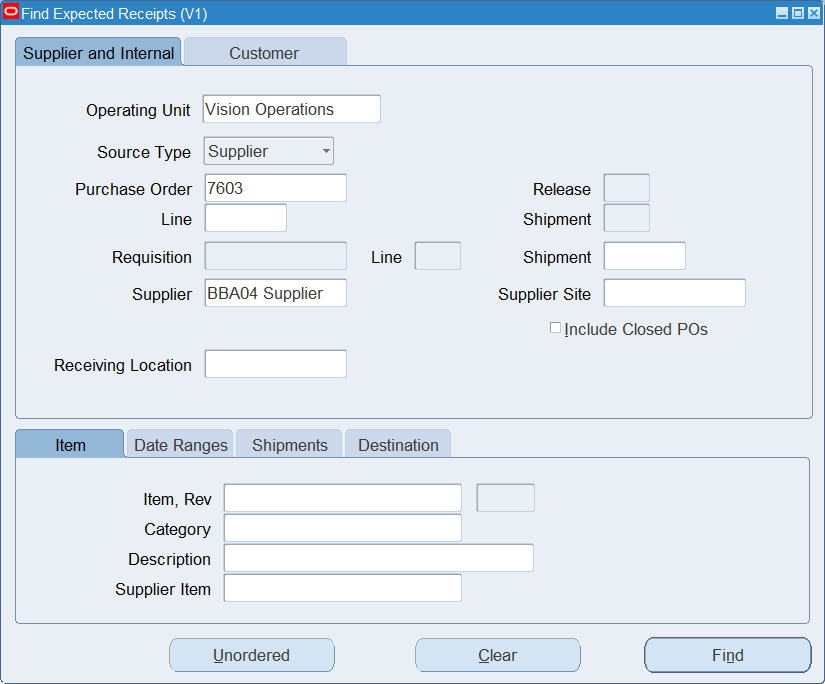 Find Expected Receipts (V1)
Supplier and Internal Customer
Operating Unit Vision Operations
Source Type Supplier
Purchase Order 7603 Release
Line Shipment
Requisition Line Shipment
Supplier BBA04 Supplier Supplier Site
Include Closed POs
Receiving Location
Item Date Ranges Shipments Destination
Item, Rev
Category
Description
Supplier Item
Unordered Clear Find